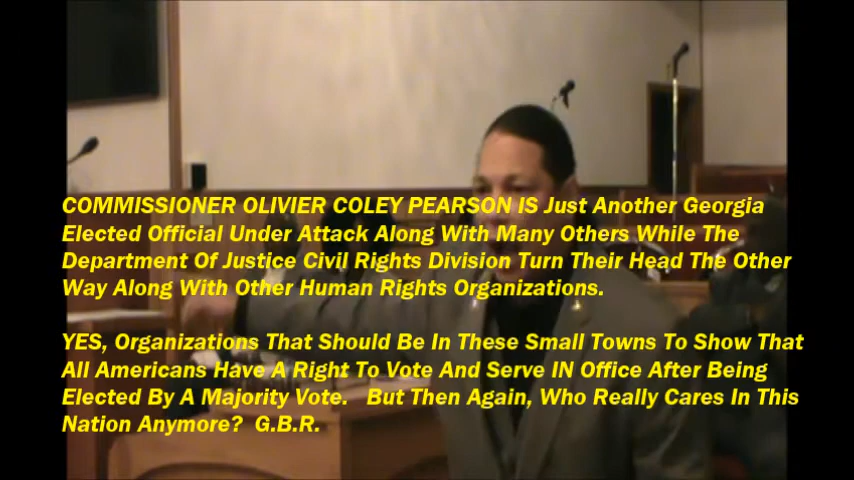 COMMISSIONER OLIVIER COLEY PEARSON IS Just Another Georgia
Elected Official Under Attack Along With Many Others While The
Department Of Justice Civil Rights Division Turn Their Head The Other
Way Along With Other Human Rights Organizations.
YES, Organizations That Should Be In These Small Towns To Show That
All Americans Have A Right To Vote And Serve IN Office After Being
Elected By A Majority Vote. But Then Again, Who Really Cares In This
Nation Anymore? G.B.R.